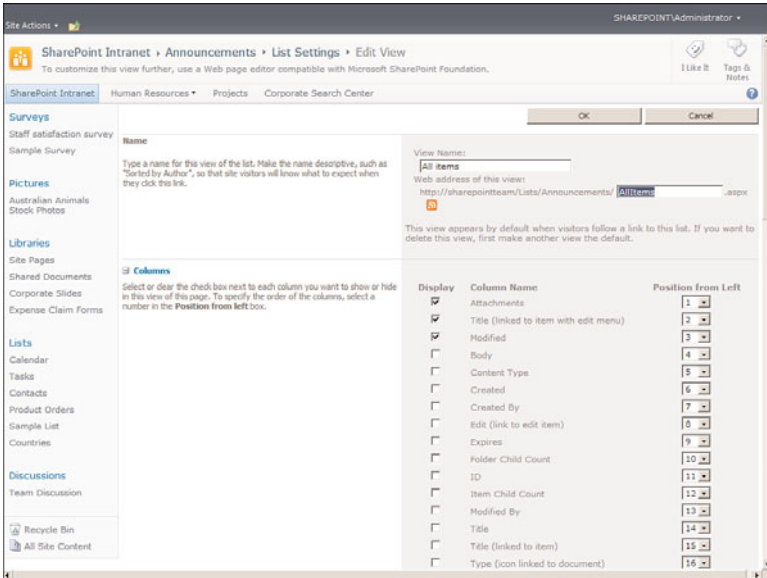 Site Actions
SHAREPOINT\Administrator
SharePoint Intranet › Announcements › List Settings › Edit View
To customize this view further, use a Web page editor compatible with Microsoft SharePoint Foundation.
I Like It
Tags & Notes
SharePoint Intranet Human Resources Projects Corporate Search Center
OK Cancel
Surveys
Staff satisfaction survey
Sample Survey
Pictures
Australian Animals
Stock Photos
Libraries
Site Pages
Shared Documents
Corporate Slides
Expense Claim Forms
Lists
Calendar
Tasks
Contacts
Product Orders
Sample List
Countries
Discussions
Team Discussion
Recycle Bin
All Site Content
Name
Type a name for this view of the list. Make the name descriptive, such as
"Sorted by Author", so that site visitors will know what to expect when
they click this link.
View Name:
All items
Web address of this view:
http://sharepointteam/Lists/Announcements/ AllItems .aspx
This view appears by default when visitors follow a link to this list. If you want to
delete this view, first make another view the default.
Columns
Select or clear the check box next to each column you want to show or hide
in this view of this page. To specify the order of the columns, select a
number in the Position from left box.
Display Column Name Position from Left
Attachments 1
Title (linked to item with edit menu) 2
Modified 3
Body 4
Content Type 5
Created 6
Created By 7
Edit (link to edit item) 8
Expires 9
Folder Child Count 10
ID 11
Item Child Count 12
Modified By 13
Title 14
Title (linked to item) 15
Type (icon linked to document) 16